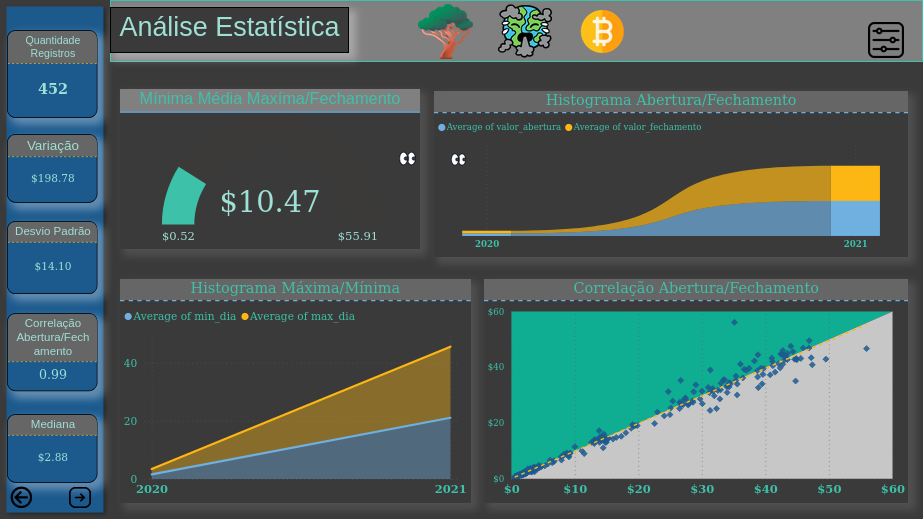 Análise Estatística
Quantidade
Registros
452
Variação
$198.78
Desvio Padrão
$14.10
Correlação
Abertura/Fech
amento
0.99
Mediana
$2.88
Mínima Média Maxíma/Fechamento
$10.47
$0.52
$55.91
Histograma Abertura/Fechamento
Average of valor_abertura Average of valor_fechamento
2020 2021
Histograma Máxima/Mínima
Average of min_dia Average of max_dia
40
20
0
2020 2021
Correlação Abertura/Fechamento
$60
$40
$20
$0
$0 $10 $20 $30 $40 $50 $60